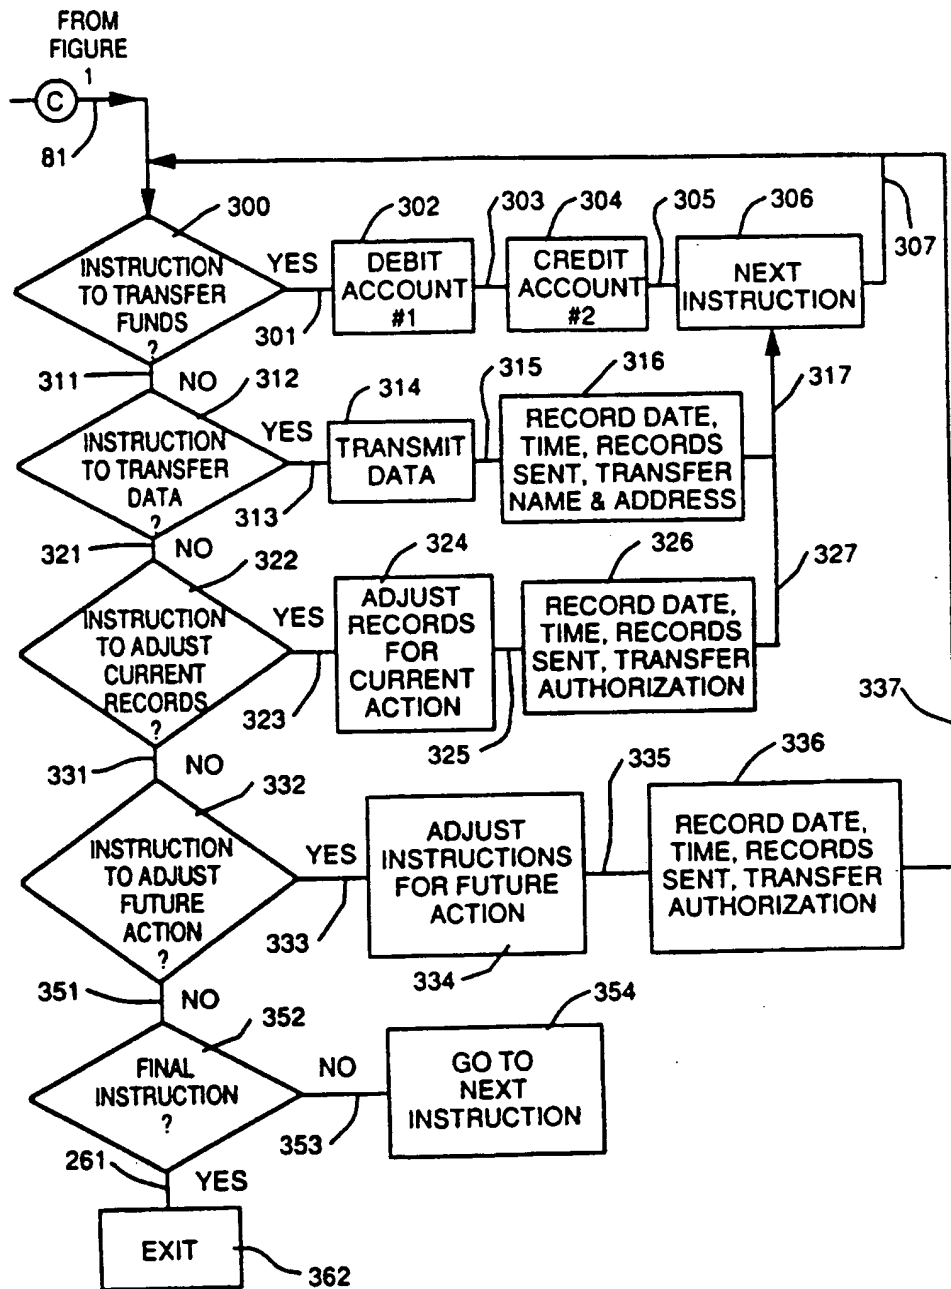 FROM
FIGURE
1
C
81
300
INSTRUCTION
TO TRANSFER
FUNDS
?
YES
301
302
DEBIT
ACCOUNT
#1
303
304
CREDIT
ACCOUNT
#2
305
306
NEXT
INSTRUCTION
307
311
NO
312
INSTRUCTION
TO TRANSFER
DATA
?
YES
313
314
TRANSMIT
DATA
315
316
RECORD DATE,
TIME, RECORDS
SENT, TRANSFER
NAME & ADDRESS
317
321
NO
322
INSTRUCTION
TO ADJUST
CURRENT
RECORDS
?
YES
323
324
ADJUST
RECORDS
FOR
CURRENT
ACTION
325
326
RECORD DATE,
TIME, RECORDS
SENT, TRANSFER
AUTHORIZATION
327
337
331
NO
332
INSTRUCTION
TO ADJUST
FUTURE
ACTION
?
YES
333
ADJUST
INSTRUCTIONS
FOR FUTURE
ACTION
334
335
336
RECORD DATE,
TIME, RECORDS
SENT, TRANSFER
AUTHORIZATION
351
NO
352
FINAL
INSTRUCTION
?
NO
353
354
GO TO
NEXT
INSTRUCTION
261
YES
EXIT
362